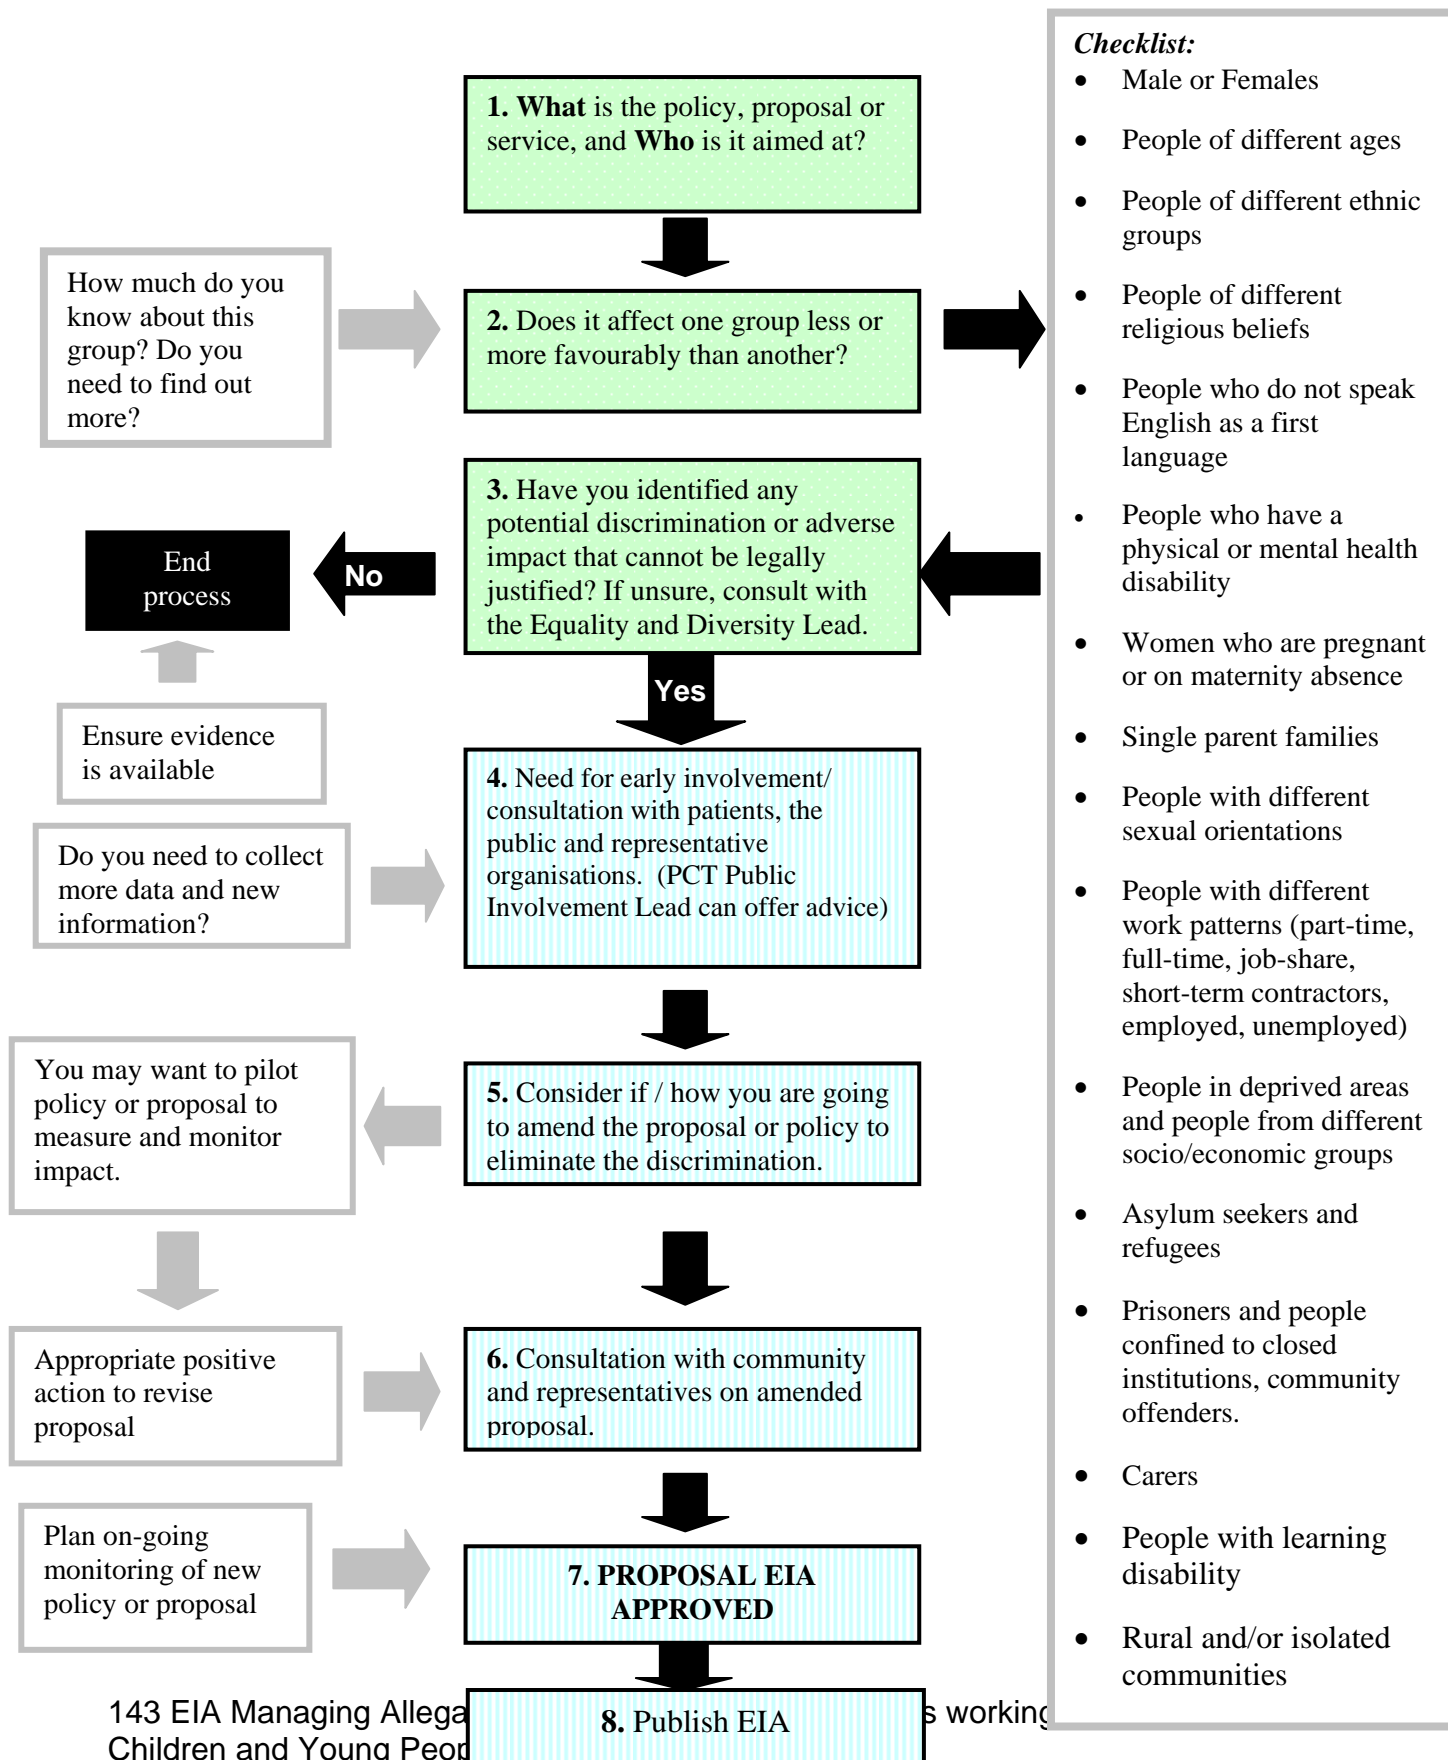 1. What is the policy, proposal or
service, and Who is it aimed at?
How much do you
know about this
group? Do you
need to find out
more?
2. Does it affect one group less or
more favourably than another?
3. Have you identified any
potential discrimination or adverse
impact that cannot be legally
justified? If unsure, consult with
the Equality and Diversity Lead.
No
End
process
Yes
Ensure evidence
is available
4. Need for early involvement/
consultation with patients, the
public and representative
organisations. (PCT Public
Involvement Lead can offer advice)
Do you need to collect
more data and new
information?
5. Consider if / how you are going
to amend the proposal or policy to
eliminate the discrimination.
You may want to pilot
policy or proposal to
measure and monitor
impact.
Appropriate positive
action to revise
proposal
6. Consultation with community
and representatives on amended
proposal.
Plan on-going
monitoring of new
policy or proposal
7. PROPOSAL EIA
APPROVED
8. Publish EIA
Checklist:
• Male or Females
• People of different ages
• People of different ethnic
groups
• People of different
religious beliefs
• People who do not speak
English as a first
language
• People who have a
physical or mental health
disability
• Women who are pregnant
or on maternity absence
• Single parent families
• People with different
sexual orientations
• People with different
work patterns (part-time,
full-time, job-share,
short-term contractors,
employed, unemployed)
• People in deprived areas
and people from different
socio/economic groups
• Asylum seekers and
refugees
• Prisoners and people
confined to closed
institutions, community
offenders.
• Carers
• People with learning
disability
• Rural and/or isolated
communities
143 EIA Managing Allega s working
Children and Young Peop